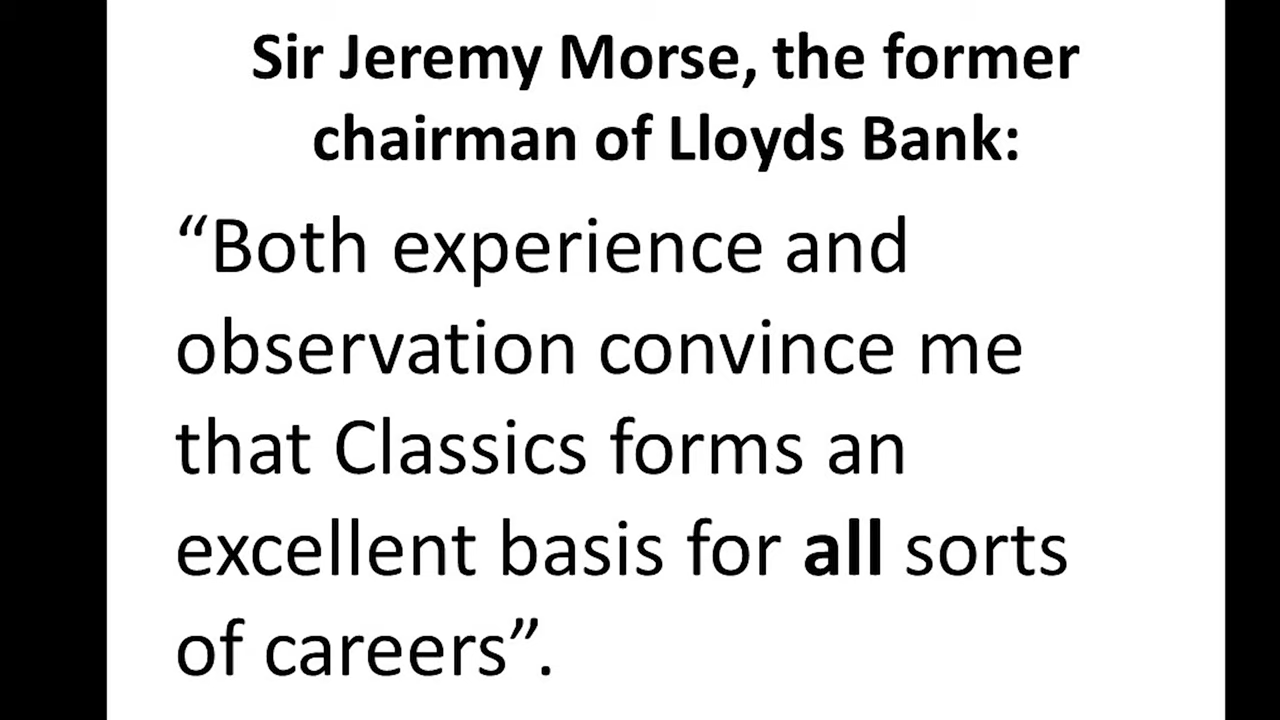 Sir Jeremy Morse, the former
chairman of Lloyds Bank:
“Both experience and
observation convince me
that Classics forms an
excellent basis for all sorts
of careers”.